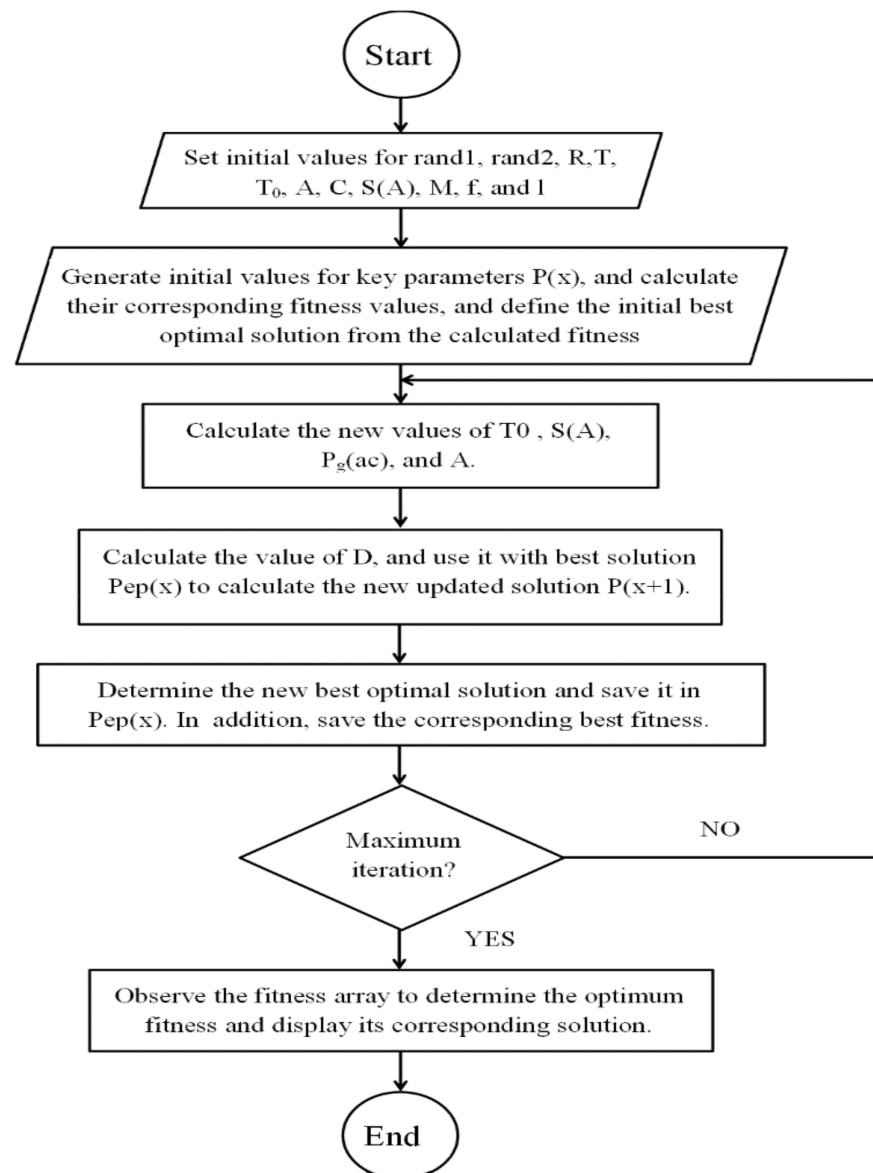 Start
Set initial values for rand1, rand2, R,T,
T₀, A, C, S(A), M, f, and l
Generate initial values for key parameters P(x), and calculate
their corresponding fitness values, and define the initial best
optimal solution from the calculated fitness
Calculate the new values of T0 , S(A),
Pg(ac), and A.
Calculate the value of D, and use it with best solution
Pep(x) to calculate the new updated solution P(x+1).
Determine the new best optimal solution and save it in
Pep(x). In addition, save the corresponding best fitness.
Maximum
iteration?
NO
YES
Observe the fitness array to determine the optimum
fitness and display its corresponding solution.
End